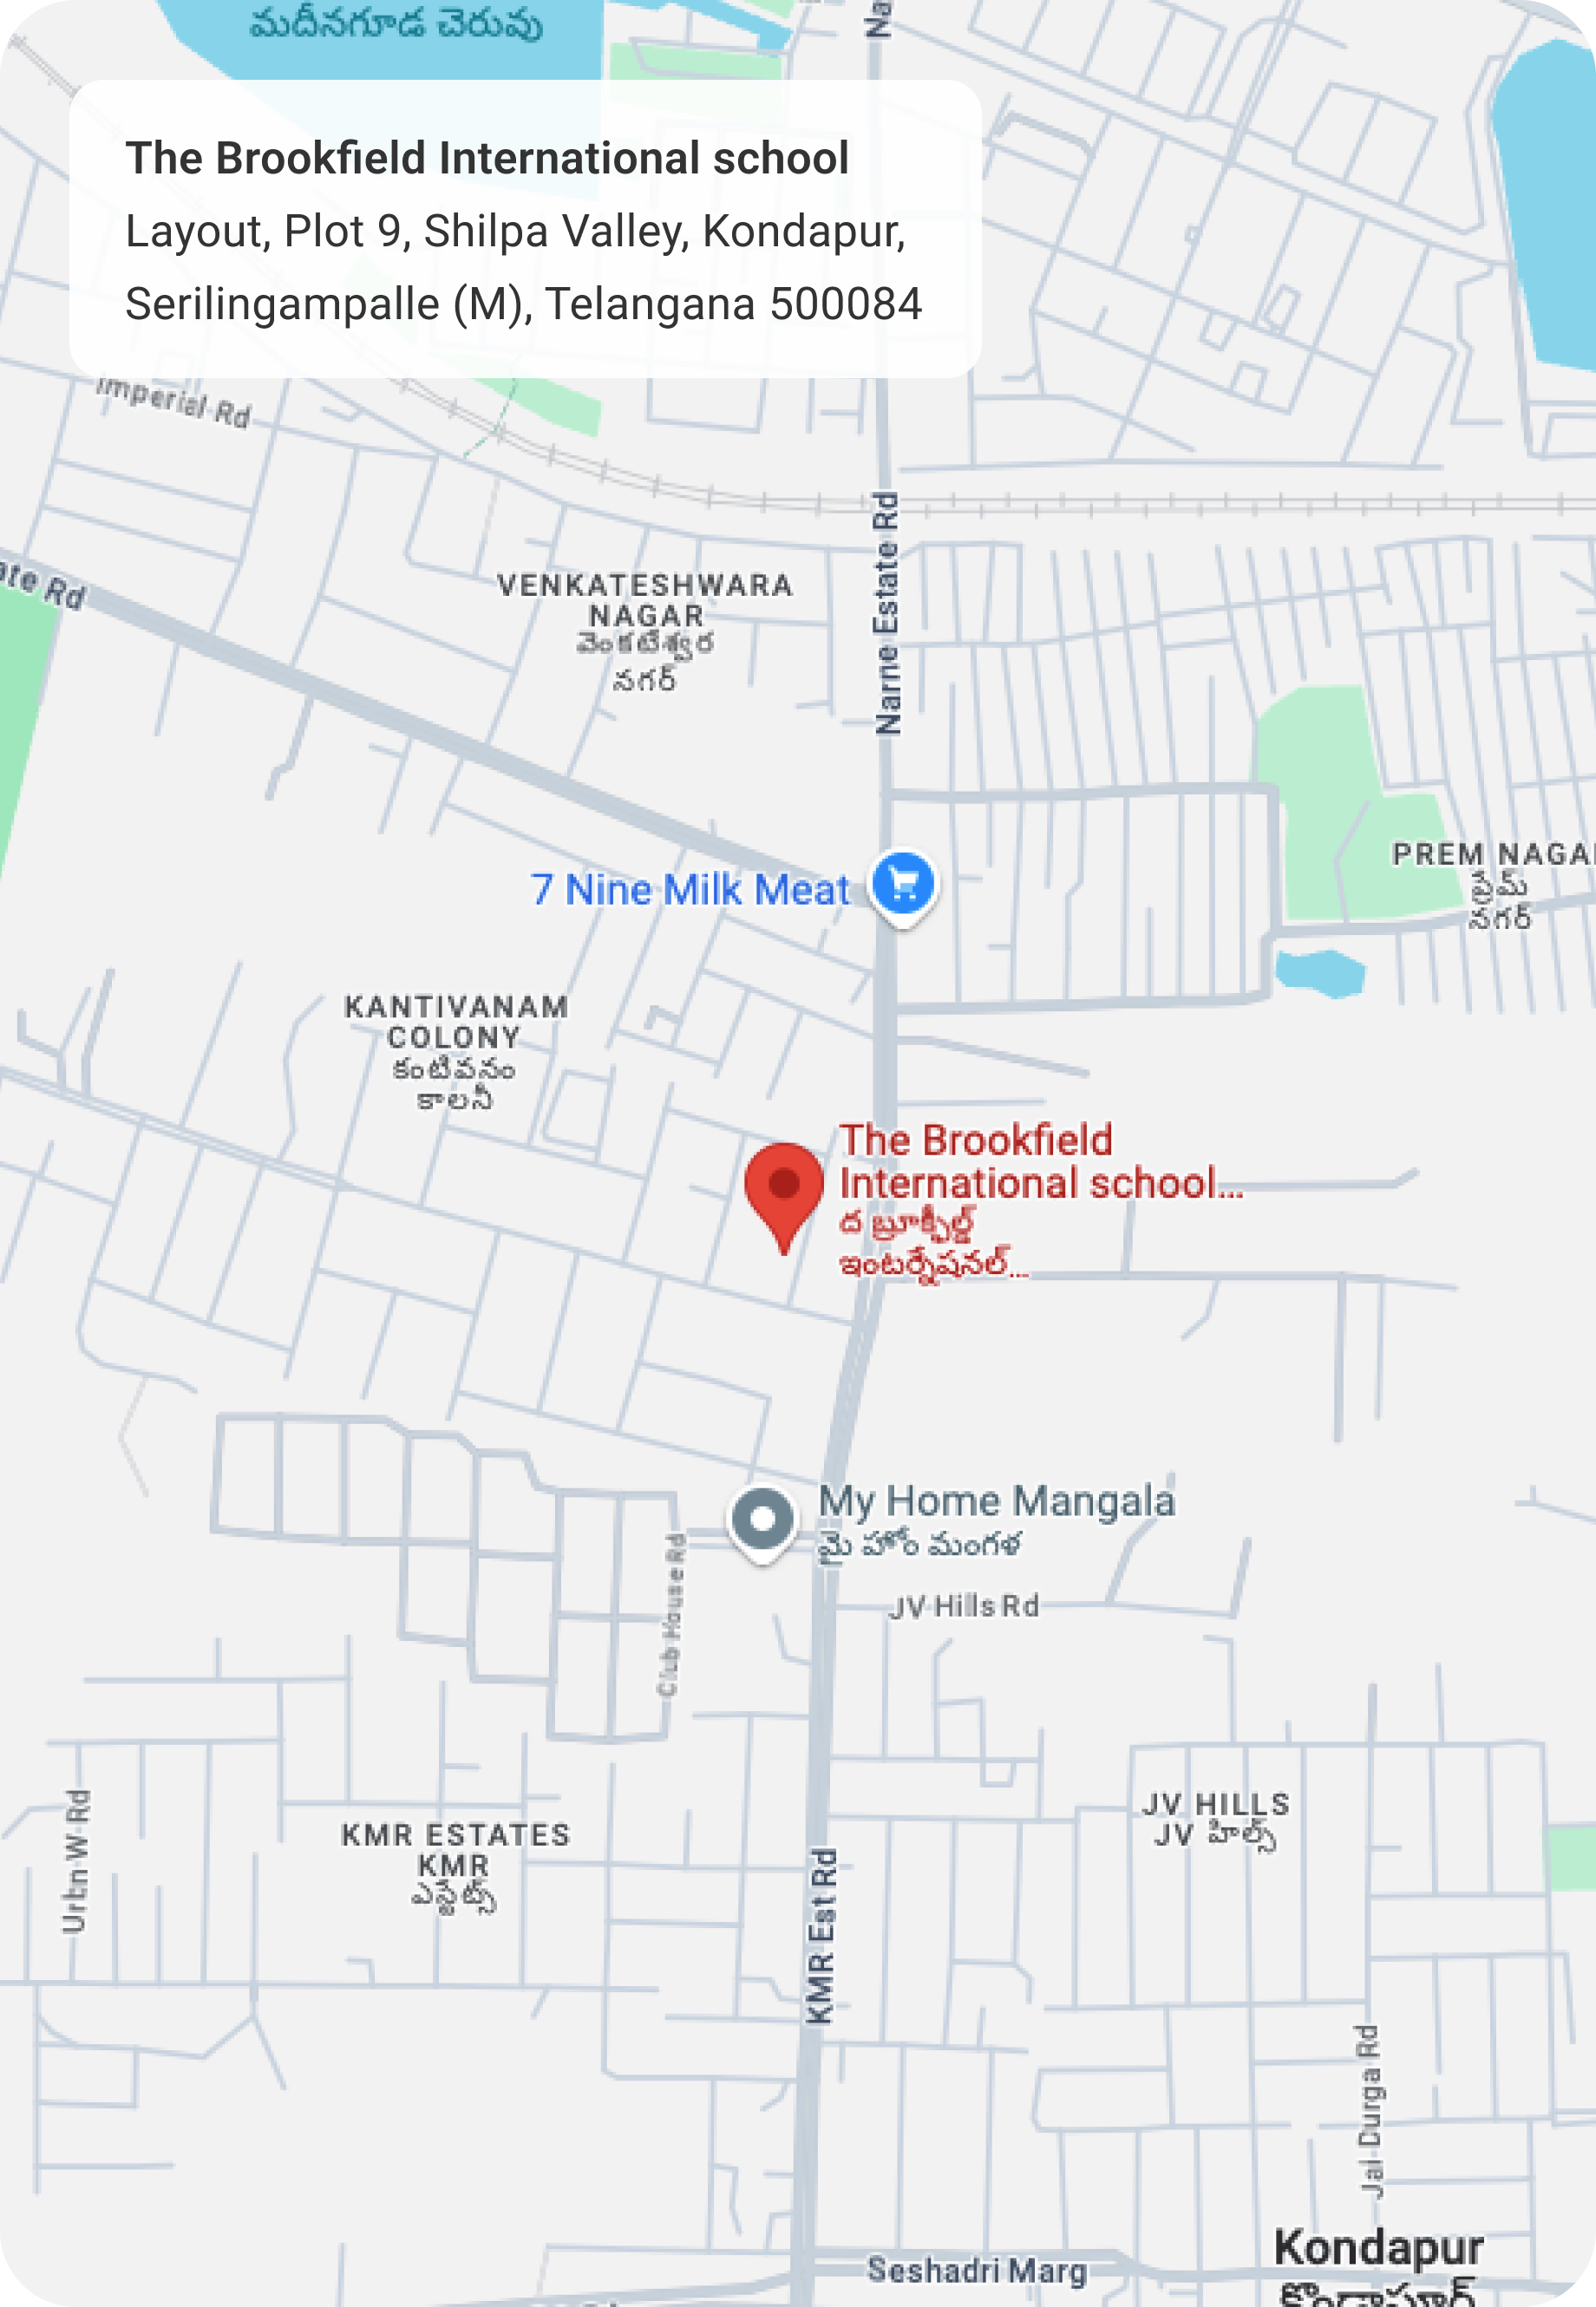 మదీనగూడ చెరువు
Na
The Brookfield International school
Layout, Plot 9, Shilpa Valley, Kondapur,
Serilingampalle (M), Telangana 500084
Imperial Rd
ate Rd
VENKATESHWARA
NAGAR
వెంకటేశ్వర
నగర్
Narne Estate Rd
7 Nine Milk Meat
PREM NAGA
ప్రేమ్
నగర్
KANTIVANAM
COLONY
కంటివనం
కాలనీ
The Brookfield
International school...
ద బ్రూక్ఫీల్డ్
ఇంటర్నేషనల్...
My Home Mangala
మై హోం మంగళ
Club House Rd
JV Hills Rd
Urbn W Rd
KMR ESTATES
KMR
ఎస్టేట్స్
JV HILLS
JV హిల్స్
KMR Est Rd
Jai Durga Rd
Seshadri Marg
Kondapur
కొండాపూర్